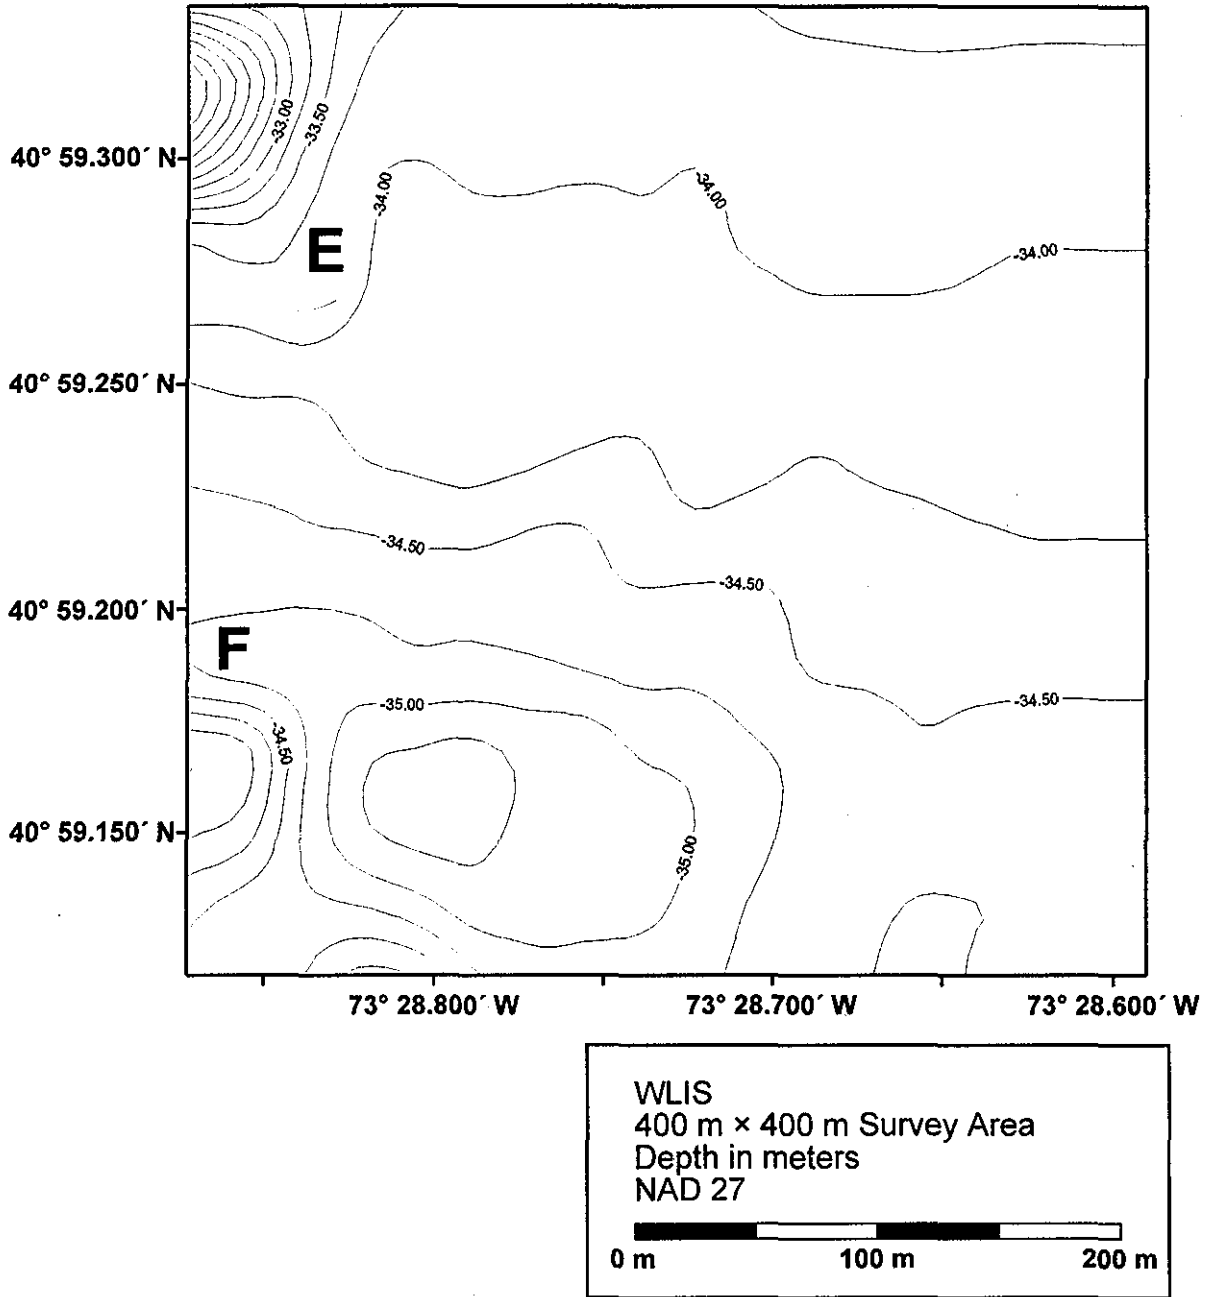 -33.00
-33.50
40° 59.300′ N
-34.00
-34.00
E
-34.00
40° 59.250′ N
-34.50
-34.50
40° 59.200′ N
F
-35.00
-34.50
-34.50
40° 59.150′ N
-35.00
73° 28.800′ W
73° 28.700′ W
73° 28.600′ W
WLIS
400 m × 400 m Survey Area
Depth in meters
NAD 27
0 m
100 m
200 m